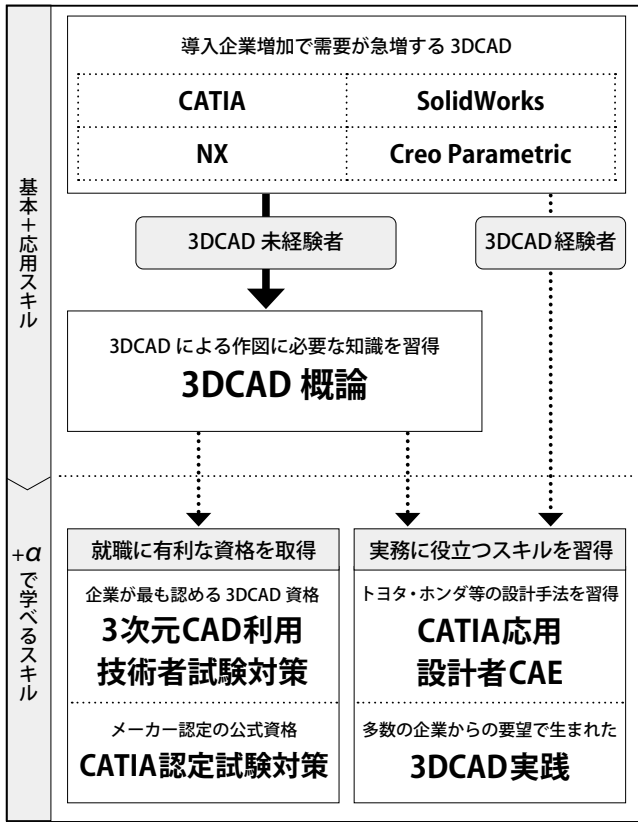 導入企業増加で需要が急増する 3DCAD
CATIA
SolidWorks
NX
Creo Parametric
基本＋応用スキル
3DCAD 未経験者
3DCAD 経験者
3DCAD による作図に必要な知識を習得
3DCAD 概論
+αで学べるスキル
就職に有利な資格を取得
企業が最も認める 3DCAD 資格
3次元CAD利用
技術者試験対策
メーカー認定の公式資格
CATIA認定試験対策
実務に役立つスキルを習得
トヨタ・ホンダ等の設計手法を習得
CATIA応用
設計者CAE
多数の企業からの要望で生まれた
3DCAD実践